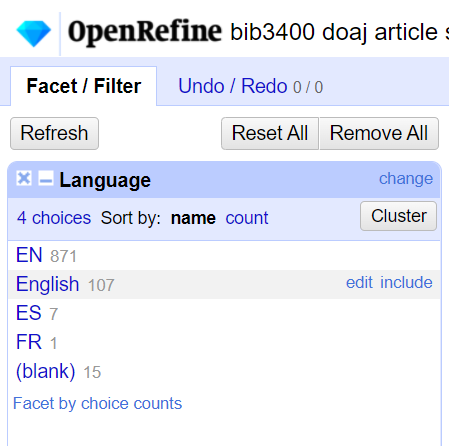 OpenRefine bib3400 doaj article
Facet / Filter Undo / Redo 0 / 0
Refresh Reset All Remove All
Language change
4 choices Sort by: name count Cluster
EN 871
English 107 edit include
ES 7
FR 1
(blank) 15
Facet by choice counts